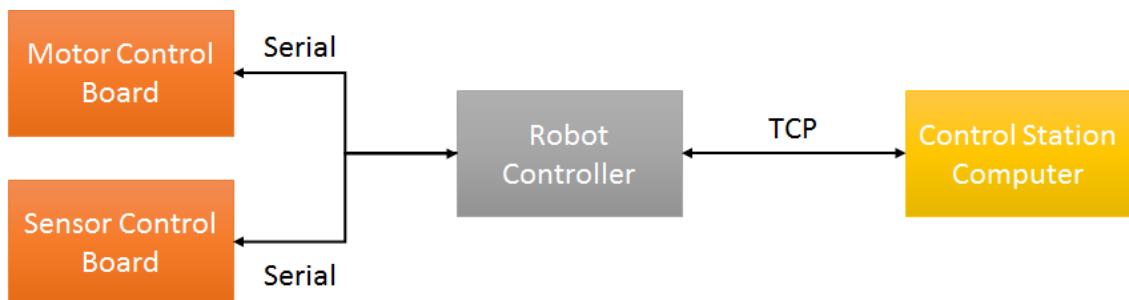 Motor Control
Board
Serial
Robot
Controller
TCP
Control Station
Computer
Sensor Control
Board
Serial